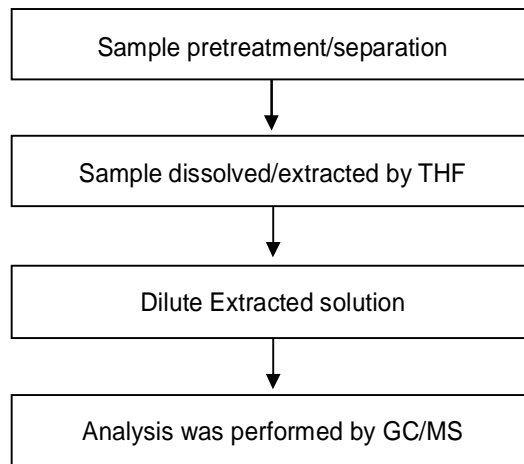 Sample pretreatment/separation
Sample dissolved/extracted by THF
Dilute Extracted solution
Analysis was performed by GC/MS